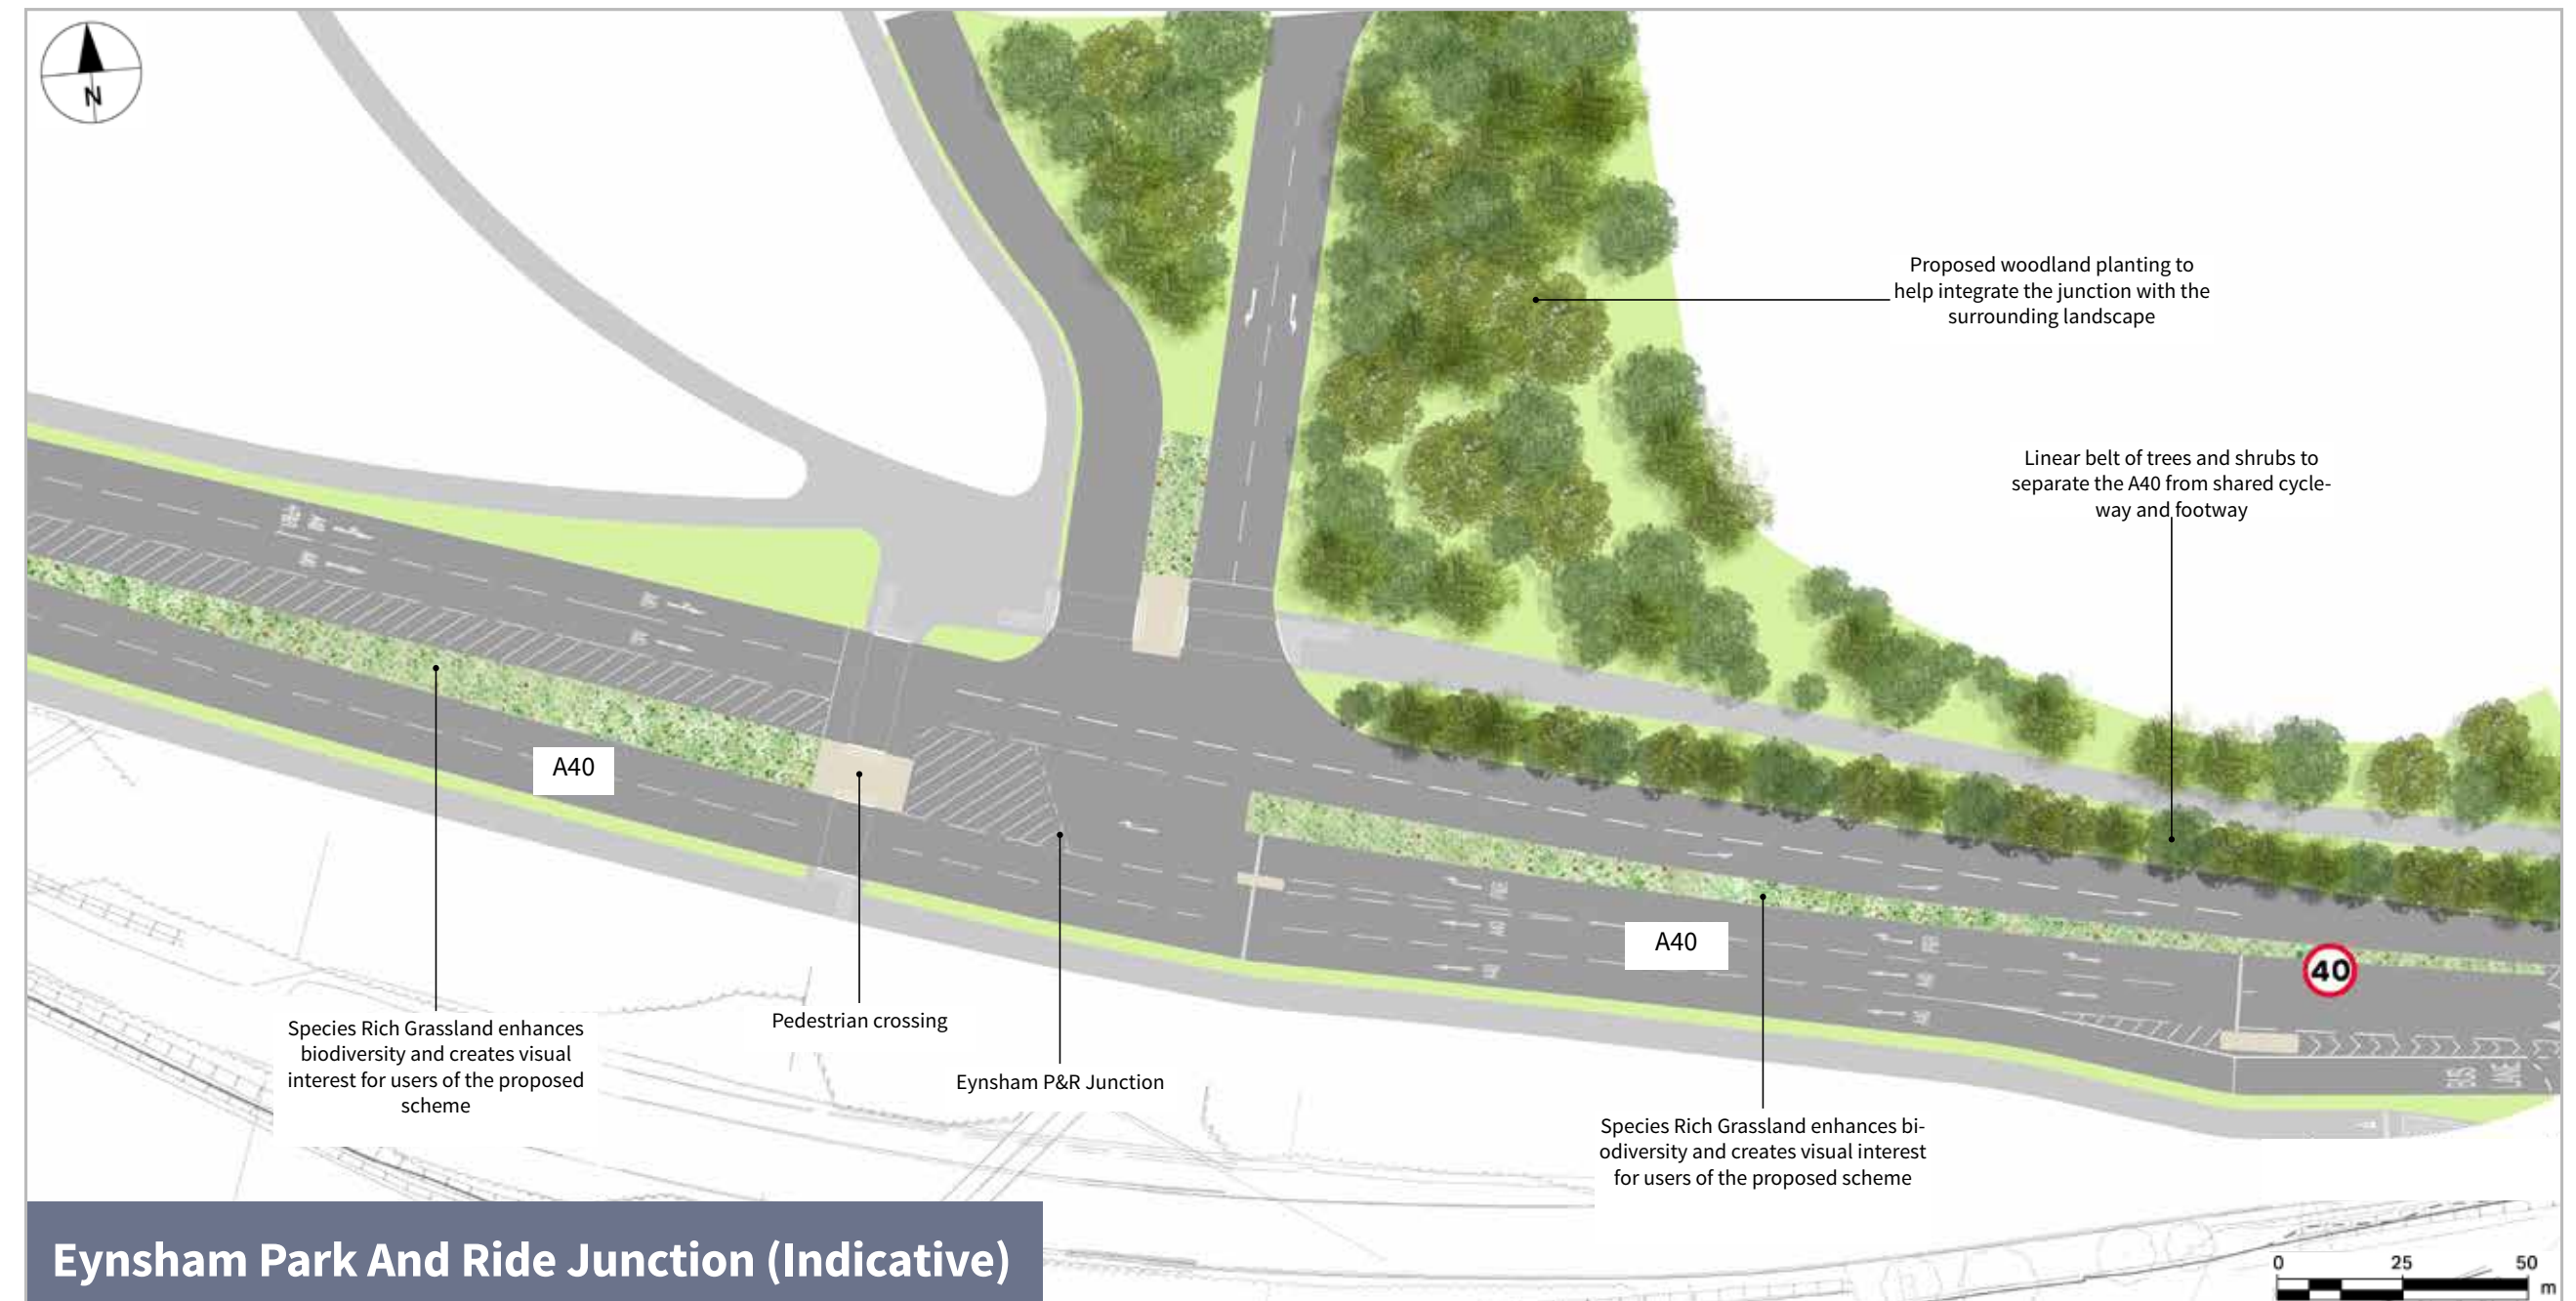 N
Proposed woodland planting to
help integrate the junction with the
surrounding landscape
Linear belt of trees and shrubs to
separate the A40 from shared cycle-
way and footway
A40
A40
40
P&R
A40
A40
P&R
A40
A40
BUS
LANE
Species Rich Grassland enhances
biodiversity and creates visual
interest for users of the proposed
scheme
Pedestrian crossing
Eynsham P&R Junction
Species Rich Grassland enhances bi-
odiversity and creates visual interest
for users of the proposed scheme
Eynsham Park And Ride Junction (Indicative)
0 25 50
m